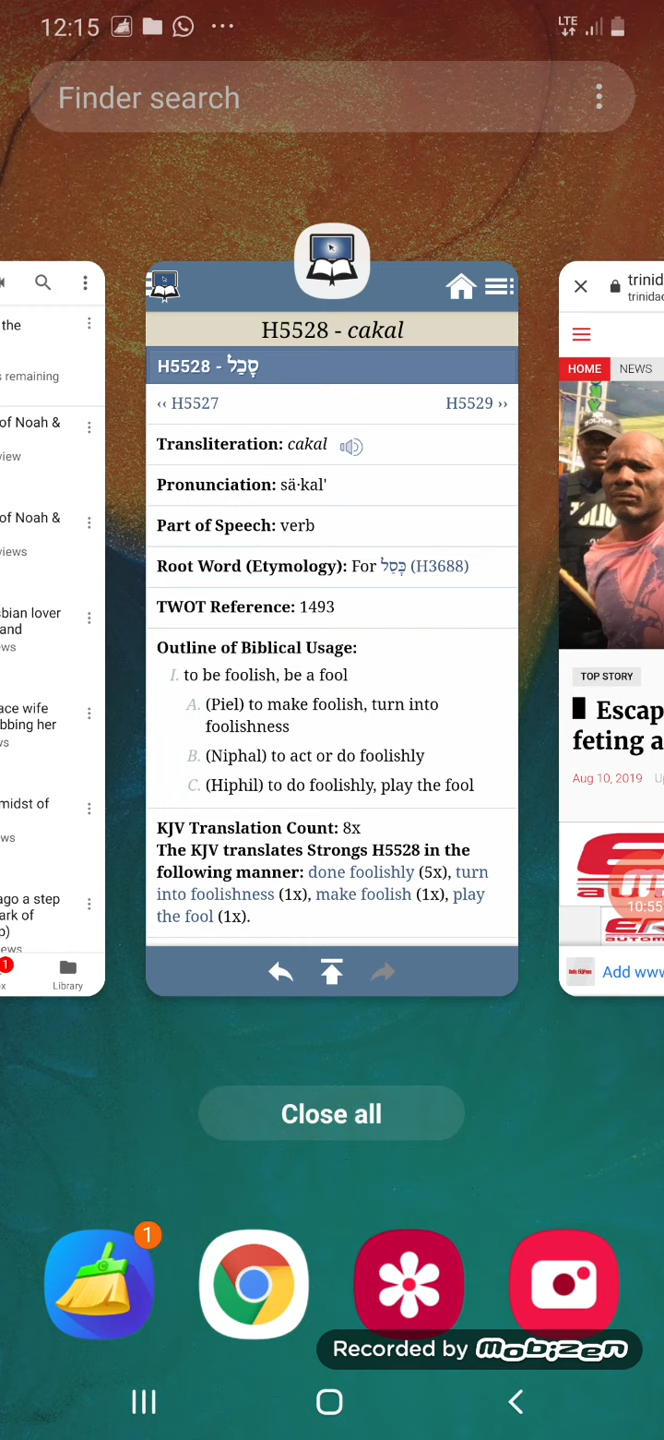 12:15
LTE
Finder search
the
s remaining
of Noah &
view
of Noah &
views
sbian lover
and
ws
ace wife
bbing her
vs
midst of
ws
ago a step
ark of
p)
ews
1
ox
Library
H5528 - cakal
H5528 - סָכַל
‹‹ H5527
H5529 ››
Transliteration: cakal
Pronunciation: sä·kal'
Part of Speech: verb
Root Word (Etymology): For כָּסַל (H3688)
TWOT Reference: 1493
Outline of Biblical Usage:
I. to be foolish, be a fool
A. (Piel) to make foolish, turn into
foolishness
B. (Niphal) to act or do foolishly
C. (Hiphil) to do foolishly, play the fool
KJV Translation Count: 8x
The KJV translates Strongs H5528 in the
following manner: done foolishly (5x), turn
into foolishness (1x), make foolish (1x), play
the fool (1x).
trinid
trinidad
HOME NEWS
TOP STORY
Escap
feting a
Aug 10, 2019
10:55
Add www
Close all
1
Recorded by mobizen